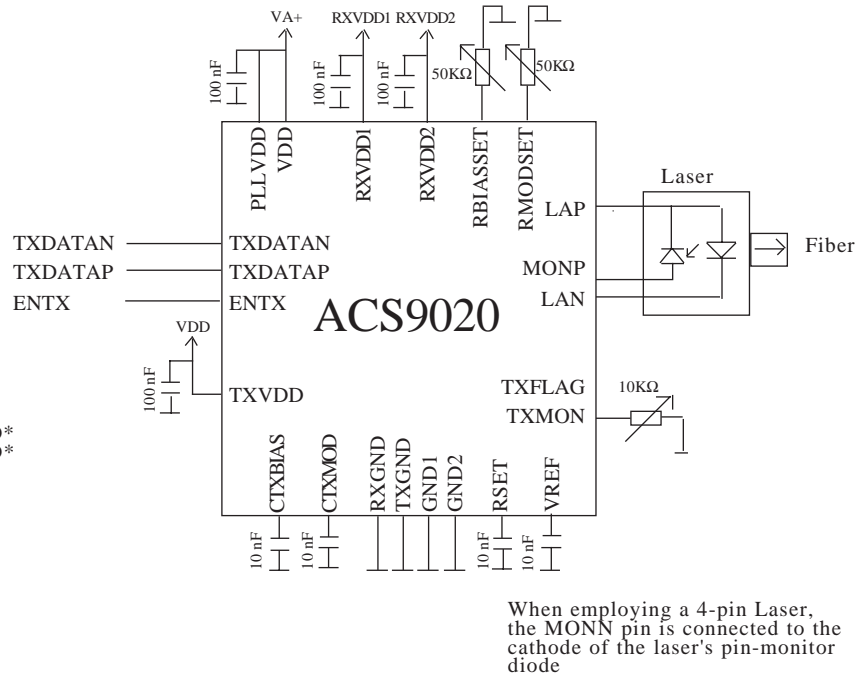 VA+ RXVDD1 RXVDD2
100 nF 100 nF 100 nF 50KΩ 50KΩ
PLLVDD VDD RXVDD1 RXVDD2 RBIASSET RMODSET
Laser
LAP
TXDATAN TXDATAN
TXDATAP TXDATAP
ENTX ENTX
MONP
LAN
Fiber
ACS9020
VDD
100 nF
TXVDD
TXFLAG
TXMON
10KΩ
CTXBIAS CTXMOD RXGND TXGND GND1 GND2 RSET VREF
10 nF 10 nF 10 nF 10 nF
When employing a 4-pin Laser,
the MONN pin is connected to the
cathode of the laser's pin-monitor
diode